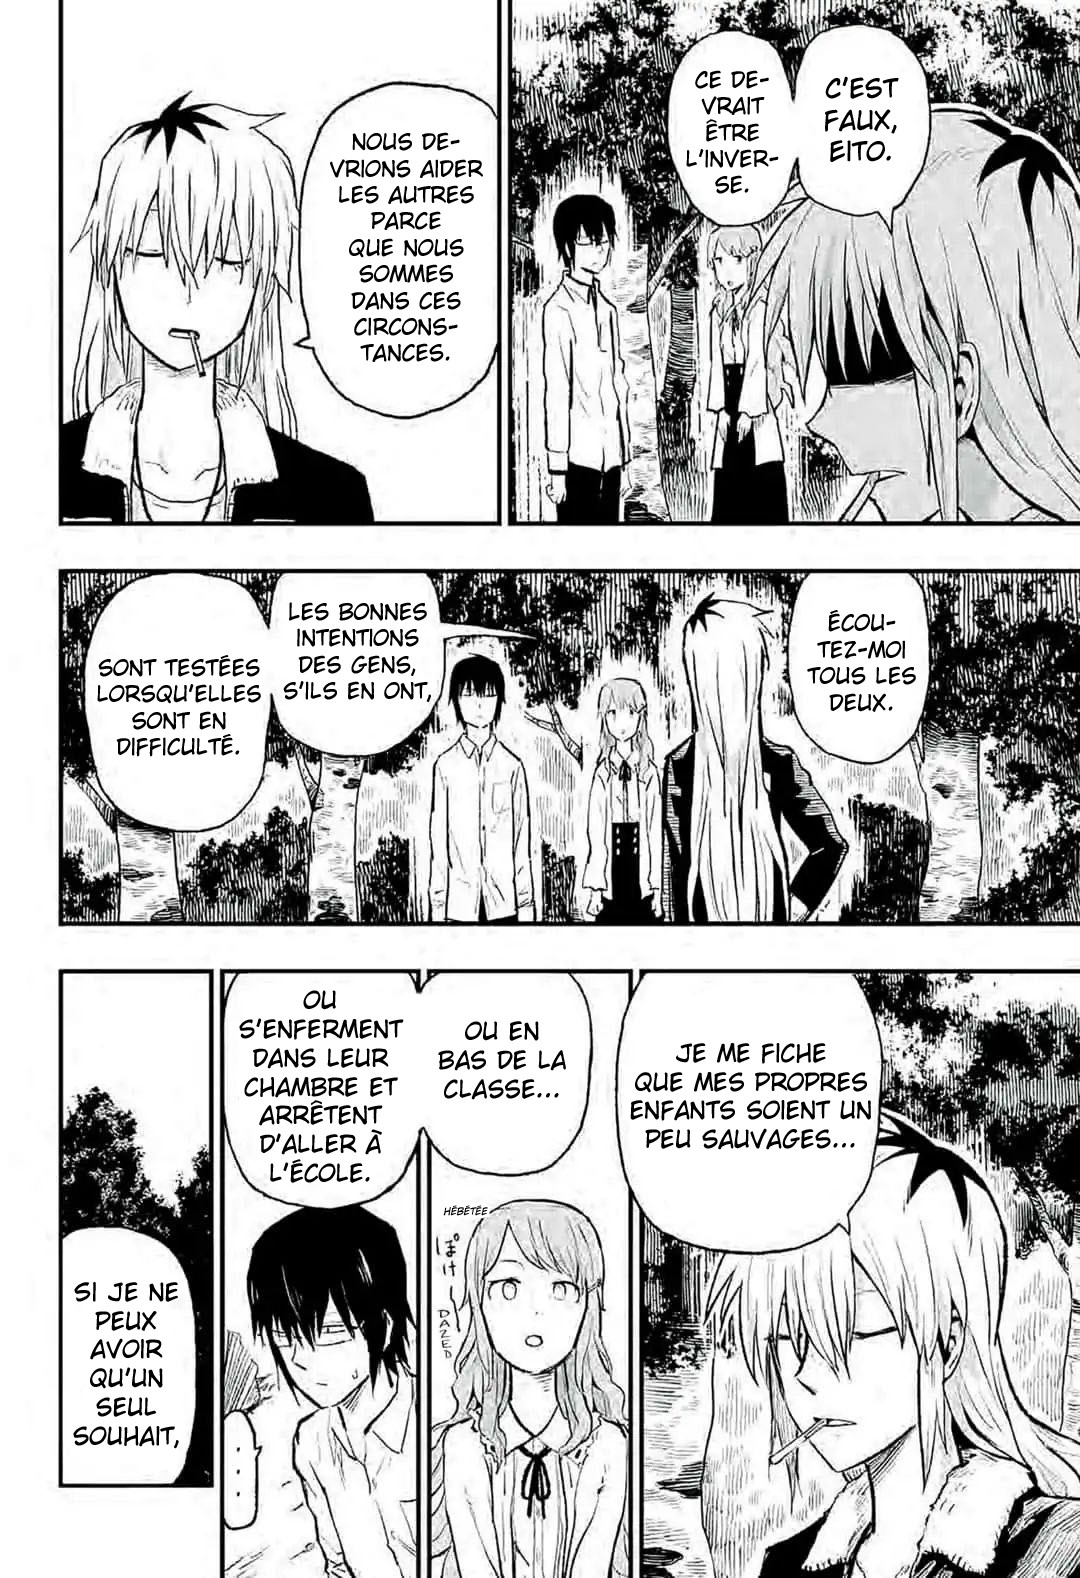 C'EST
FAUX,
EITO.
CE DE-
VRAIT
ÊTRE
L'INVER-
SE.
NOUS DE-
VRIONS AIDER
LES AUTRES
PARCE
QUE NOUS
SOMMES
DANS CES
CIRCONS-
TANCES.
ÉCOU-
TEZ-MOI
TOUS LES
DEUX.
LES BONNES
INTENTIONS
DES GENS,
S'ILS EN ONT,
SONT TESTÉES
LORSQU'ELLES
SONT EN
DIFFICULTÉ.
JE ME FICHE
QUE MES PROPRES
ENFANTS SOIENT UN
PEU SAUVAGES...
OU EN
BAS DE LA
CLASSE...
HÉBÉTÉE
ぽけー
DAZED
OU
S'ENFERMENT
DANS LEUR
CHAMBRE ET
ARRÊTENT
D'ALLER À
L'ÉCOLE.
...
SI JE NE
PEUX
AVOIR
QU'UN
SEUL
SOUHAIT,